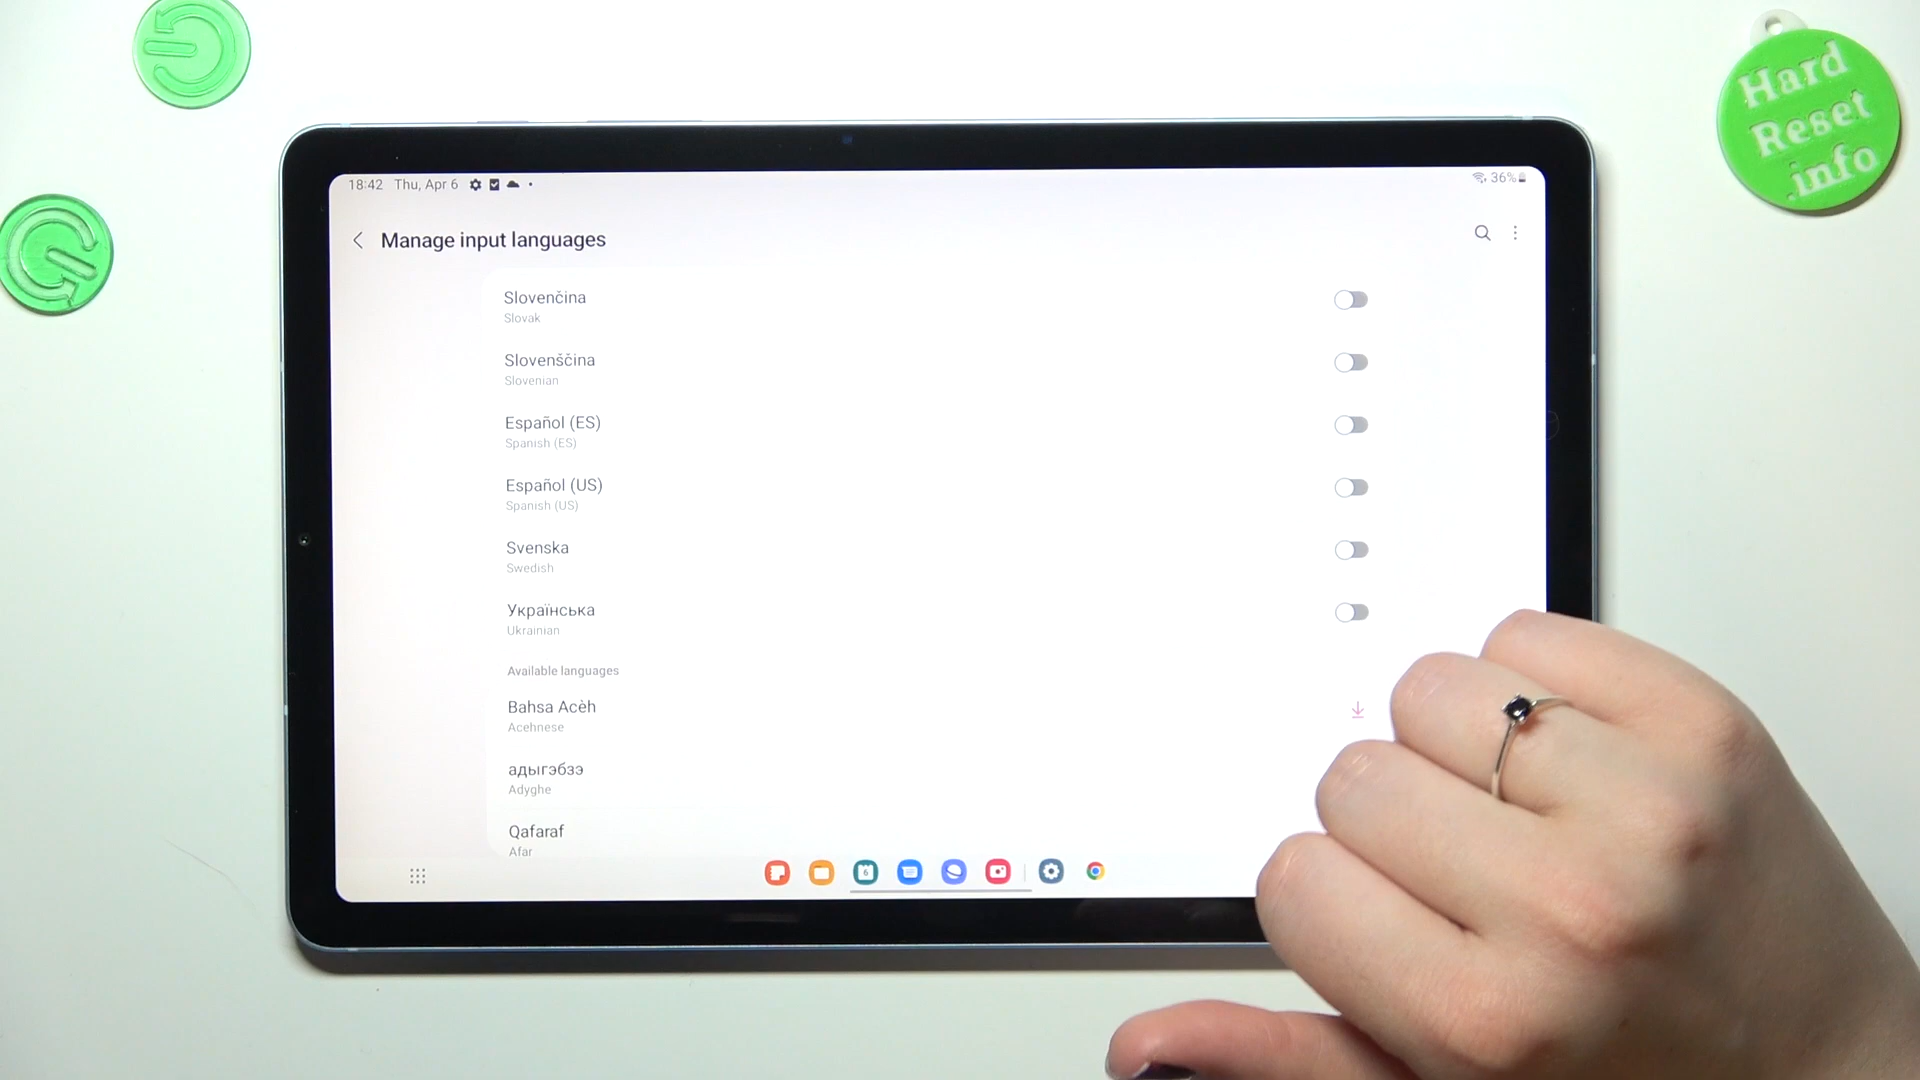 Hard
Reset
.info
18:42 Thu, Apr 6
36%
Manage input languages
Slovenčina
Slovak
Slovenščina
Slovenian
Español (ES)
Spanish (ES)
Español (US)
Spanish (US)
Svenska
Swedish
Українська
Ukrainian
Available languages
Bahsa Acèh
Acehnese
адыгэбзэ
Adyghe
Qafaraf
Afar
6